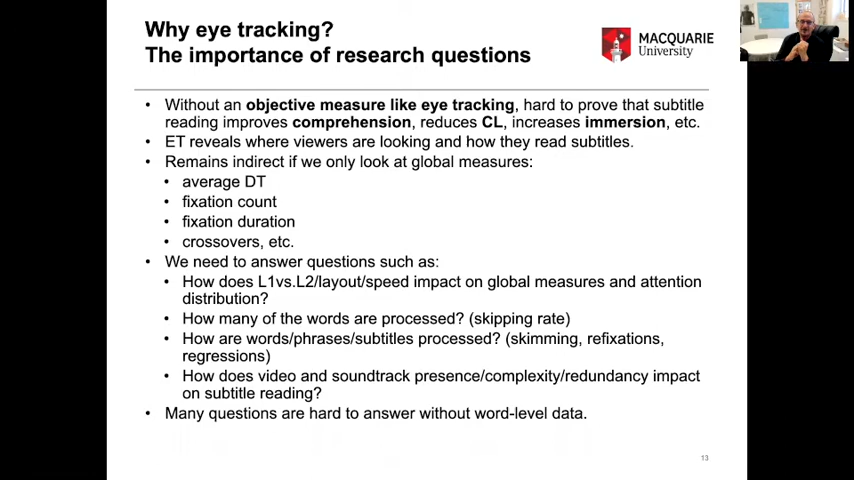 Why eye tracking?
The importance of research questions
MACQUARIE
University
• Without an objective measure like eye tracking, hard to prove that subtitle
reading improves comprehension, reduces CL, increases immersion, etc.
• ET reveals where viewers are looking and how they read subtitles.
• Remains indirect if we only look at global measures:
• average DT
• fixation count
• fixation duration
• crossovers, etc.
• We need to answer questions such as:
• How does L1vs.L2/layout/speed impact on global measures and attention
distribution?
• How many of the words are processed? (skipping rate)
• How are words/phrases/subtitles processed? (skimming, refixations,
regressions)
• How does video and soundtrack presence/complexity/redundancy impact
on subtitle reading?
• Many questions are hard to answer without word-level data.
13